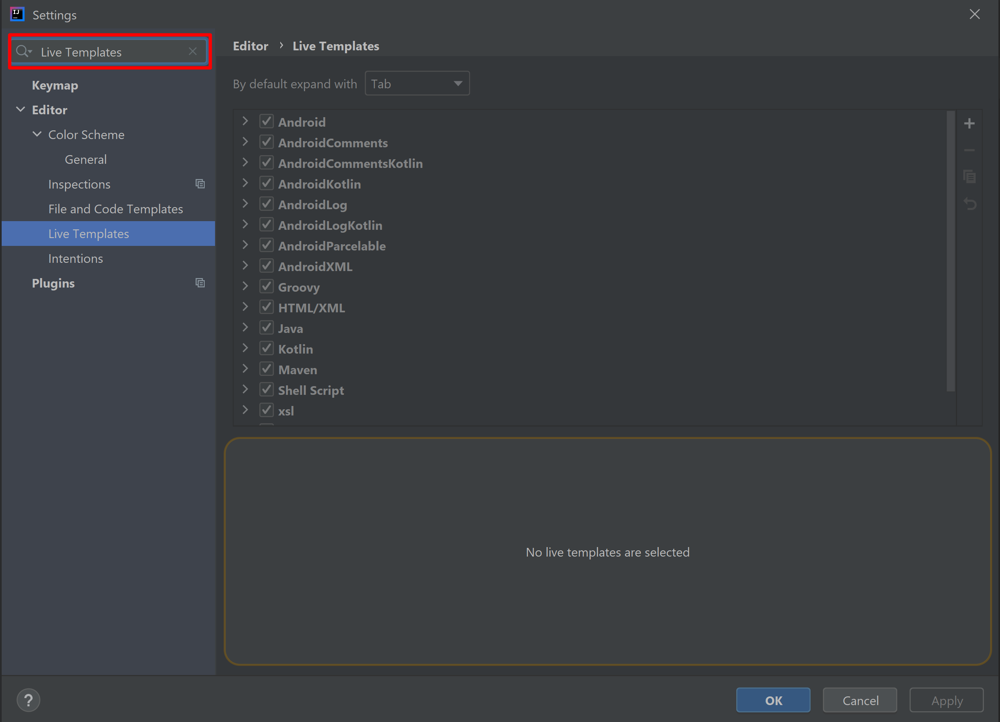 IJ
Settings
Live Templates
Keymap
Editor
Color Scheme
General
Inspections
File and Code Templates
Live Templates
Intentions
Plugins
Editor › Live Templates
By default expand with Tab
Android
AndroidComments
AndroidCommentsKotlin
AndroidKotlin
AndroidLog
AndroidLogKotlin
AndroidParcelable
AndroidXML
Groovy
HTML/XML
Java
Kotlin
Maven
Shell Script
xsl
No live templates are selected
?
OK
Cancel
Apply